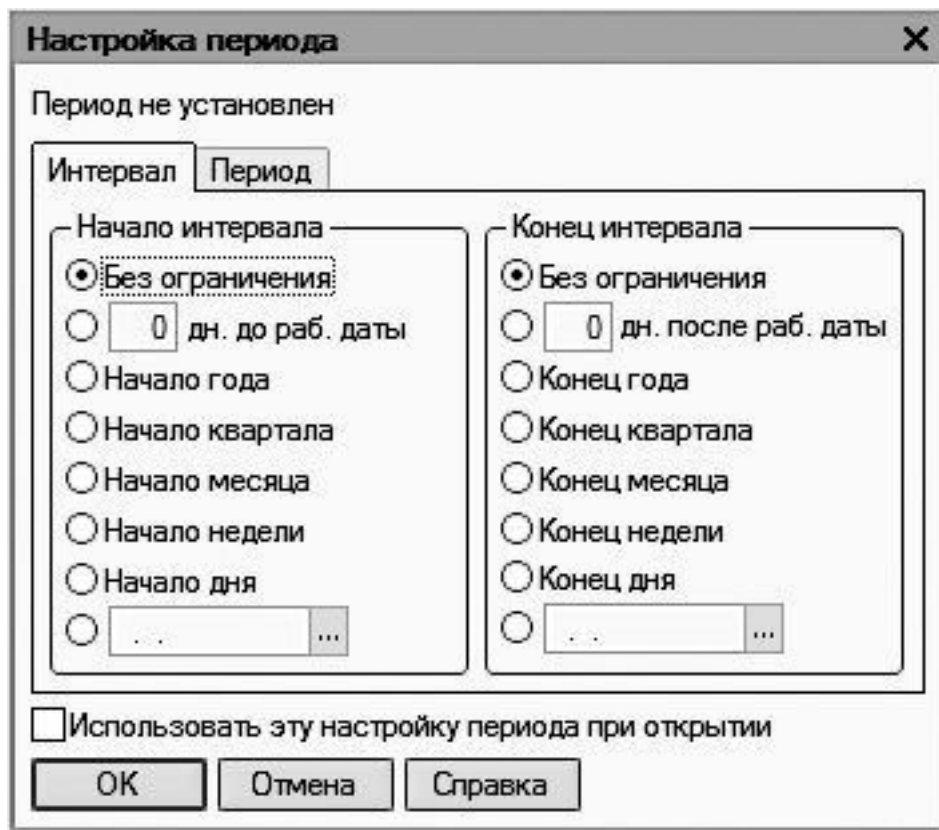 Настройка периода
Период не установлен
Интервал Период
Начало интервала
Без ограничения
0 дн. до раб. даты
Начало года
Начало квартала
Начало месяца
Начало недели
Начало дня
. . ...
Конец интервала
Без ограничения
0 дн. после раб. даты
Конец года
Конец квартала
Конец месяца
Конец недели
Конец дня
. . ...
Использовать эту настройку периода при открытии
OK Отмена Справка